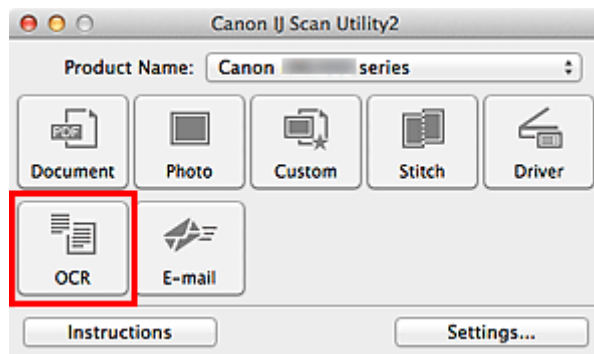 Canon IJ Scan Utility2
Product Name: Canon series
PDF
Document Photo Custom Stitch Driver
OCR E-mail
Instructions Settings...